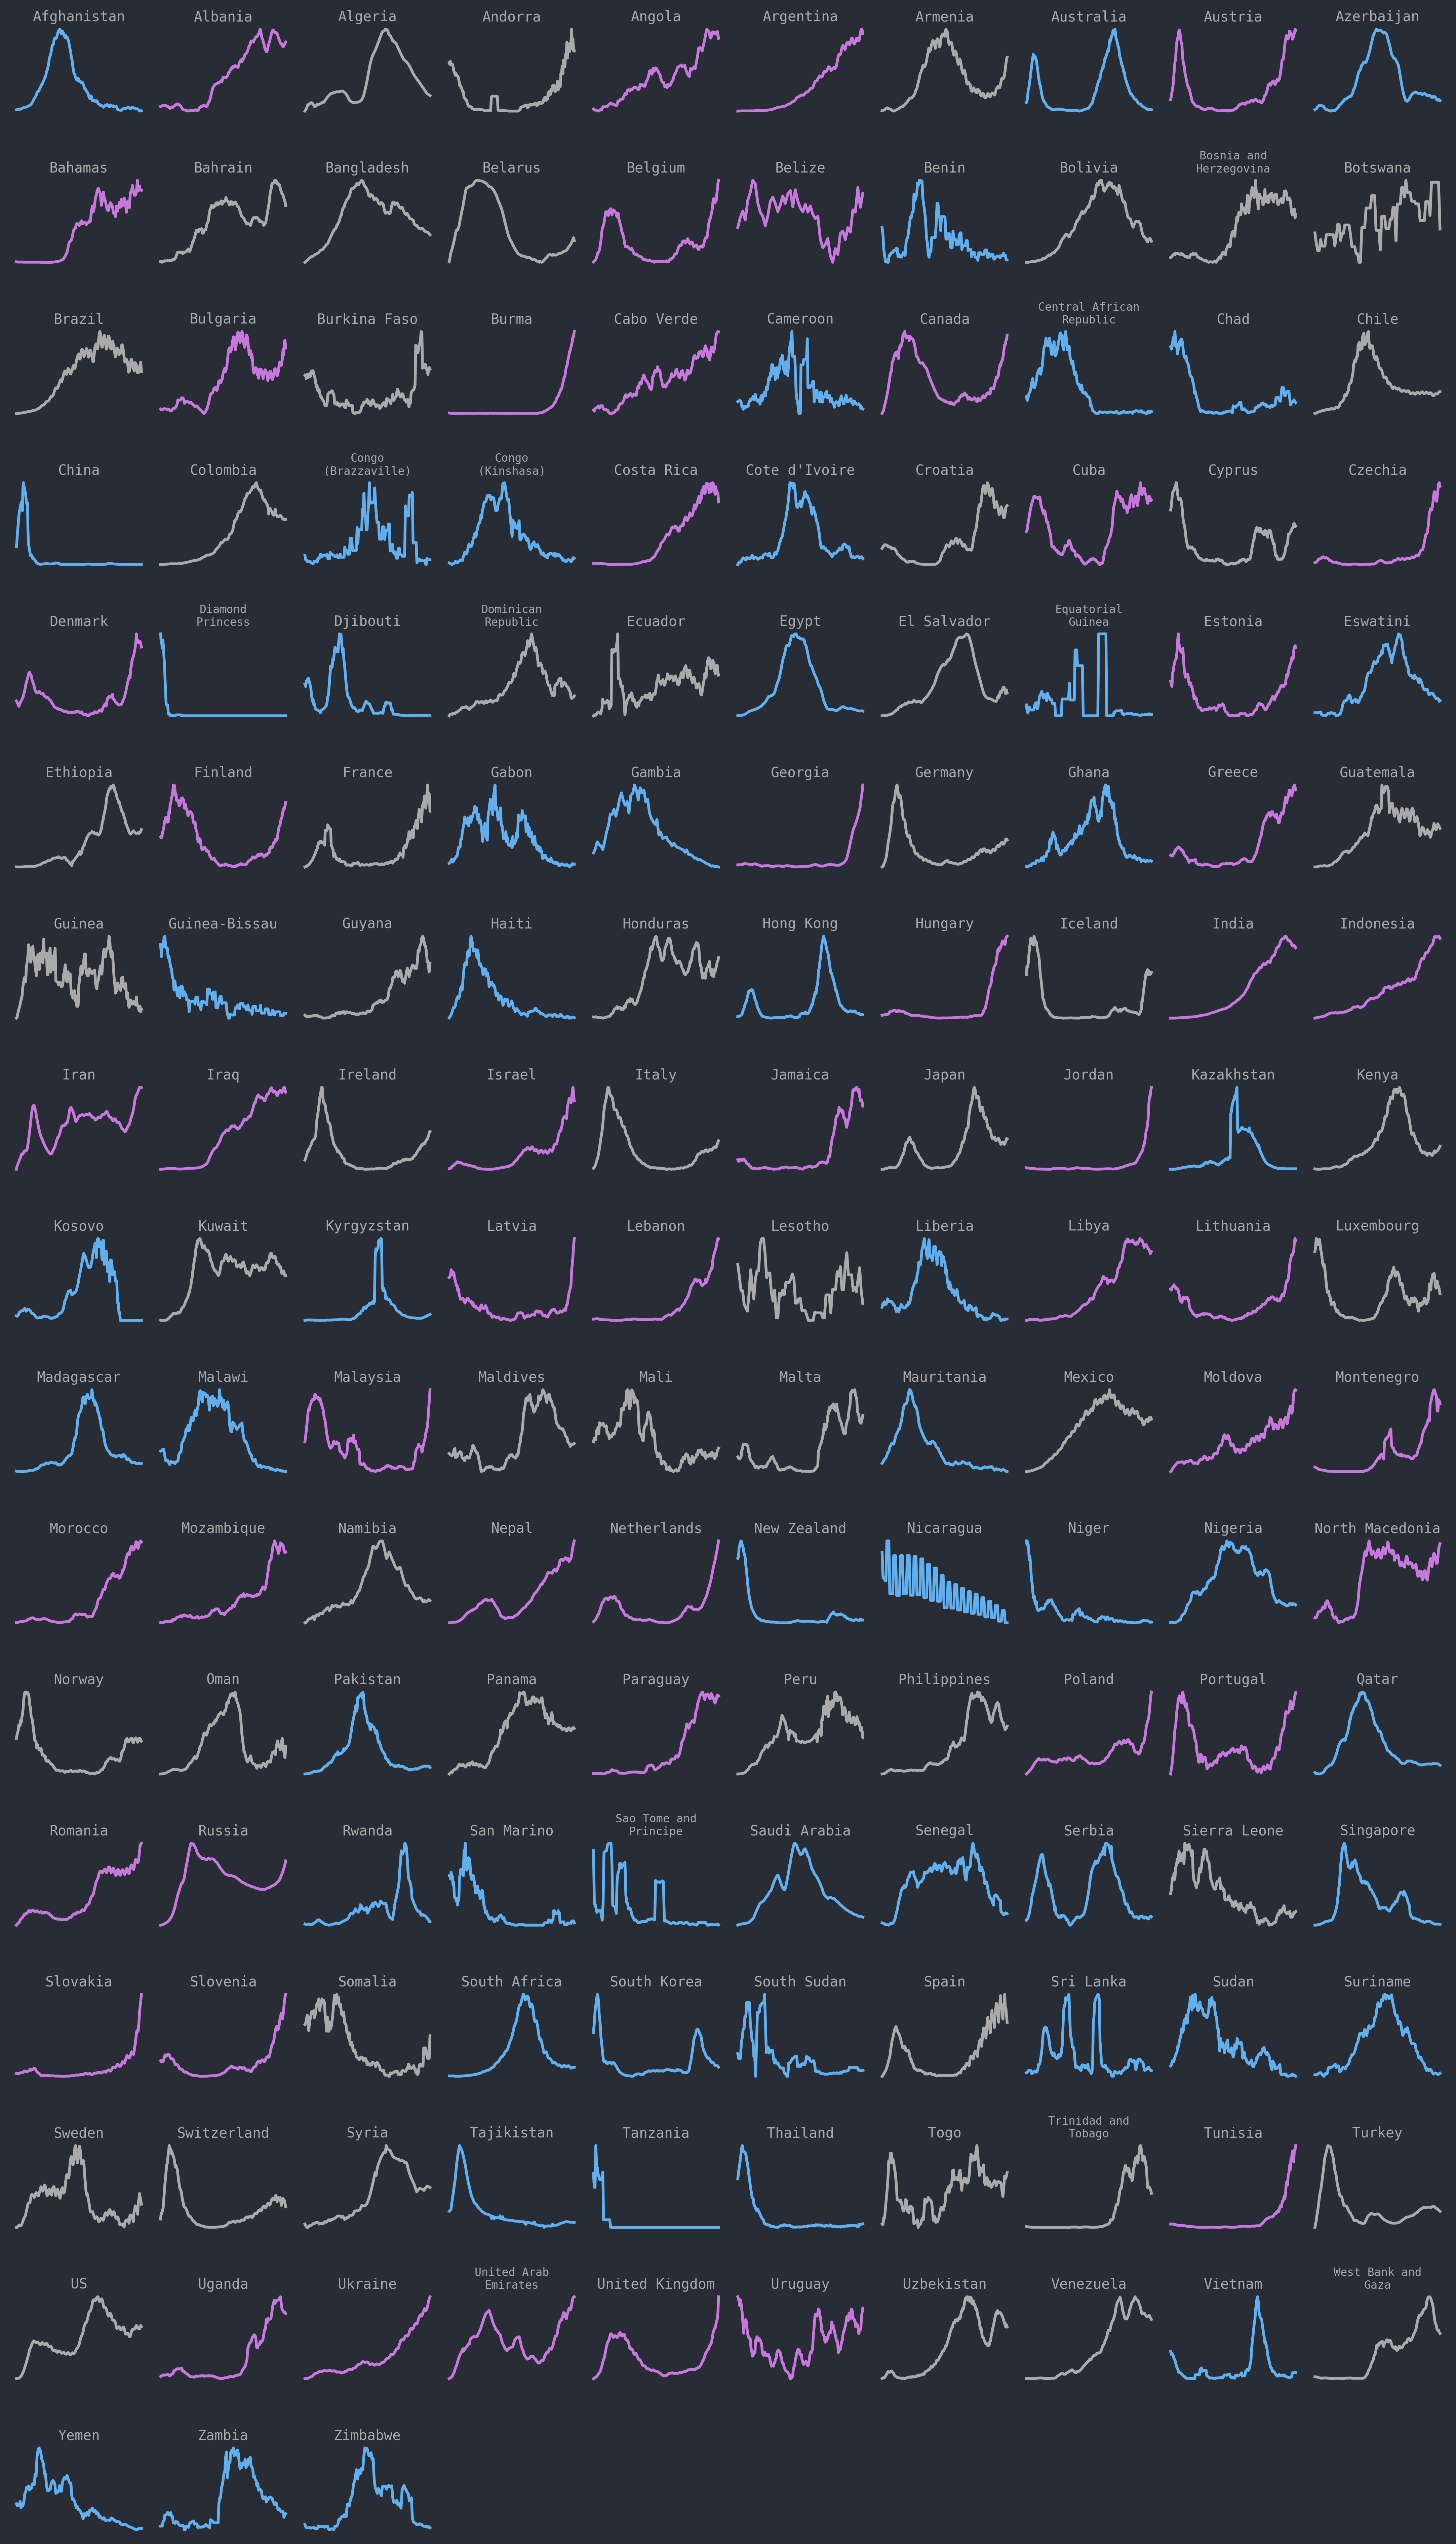 Afghanistan
Albania
Algeria
Andorra
Angola
Argentina
Armenia
Australia
Austria
Azerbaijan
Bahamas
Bahrain
Bangladesh
Belarus
Belgium
Belize
Benin
Bolivia
Bosnia and
Herzegovina
Botswana
Brazil
Bulgaria
Burkina Faso
Burma
Cabo Verde
Cameroon
Canada
Central African
Republic
Chad
Chile
China
Colombia
Congo
(Brazzaville)
Congo
(Kinshasa)
Costa Rica
Cote d'Ivoire
Croatia
Cuba
Cyprus
Czechia
Denmark
Diamond
Princess
Djibouti
Dominican
Republic
Ecuador
Egypt
El Salvador
Equatorial
Guinea
Estonia
Eswatini
Ethiopia
Finland
France
Gabon
Gambia
Georgia
Germany
Ghana
Greece
Guatemala
Guinea
Guinea-Bissau
Guyana
Haiti
Honduras
Hong Kong
Hungary
Iceland
India
Indonesia
Iran
Iraq
Ireland
Israel
Italy
Jamaica
Japan
Jordan
Kazakhstan
Kenya
Kosovo
Kuwait
Kyrgyzstan
Latvia
Lebanon
Lesotho
Liberia
Libya
Lithuania
Luxembourg
Madagascar
Malawi
Malaysia
Maldives
Mali
Malta
Mauritania
Mexico
Moldova
Montenegro
Morocco
Mozambique
Namibia
Nepal
Netherlands
New Zealand
Nicaragua
Niger
Nigeria
North Macedonia
Norway
Oman
Pakistan
Panama
Paraguay
Peru
Philippines
Poland
Portugal
Qatar
Romania
Russia
Rwanda
San Marino
Sao Tome and
Principe
Saudi Arabia
Senegal
Serbia
Sierra Leone
Singapore
Slovakia
Slovenia
Somalia
South Africa
South Korea
South Sudan
Spain
Sri Lanka
Sudan
Suriname
Sweden
Switzerland
Syria
Tajikistan
Tanzania
Thailand
Togo
Trinidad and
Tobago
Tunisia
Turkey
US
Uganda
Ukraine
United Arab
Emirates
United Kingdom
Uruguay
Uzbekistan
Venezuela
Vietnam
West Bank and
Gaza
Yemen
Zambia
Zimbabwe